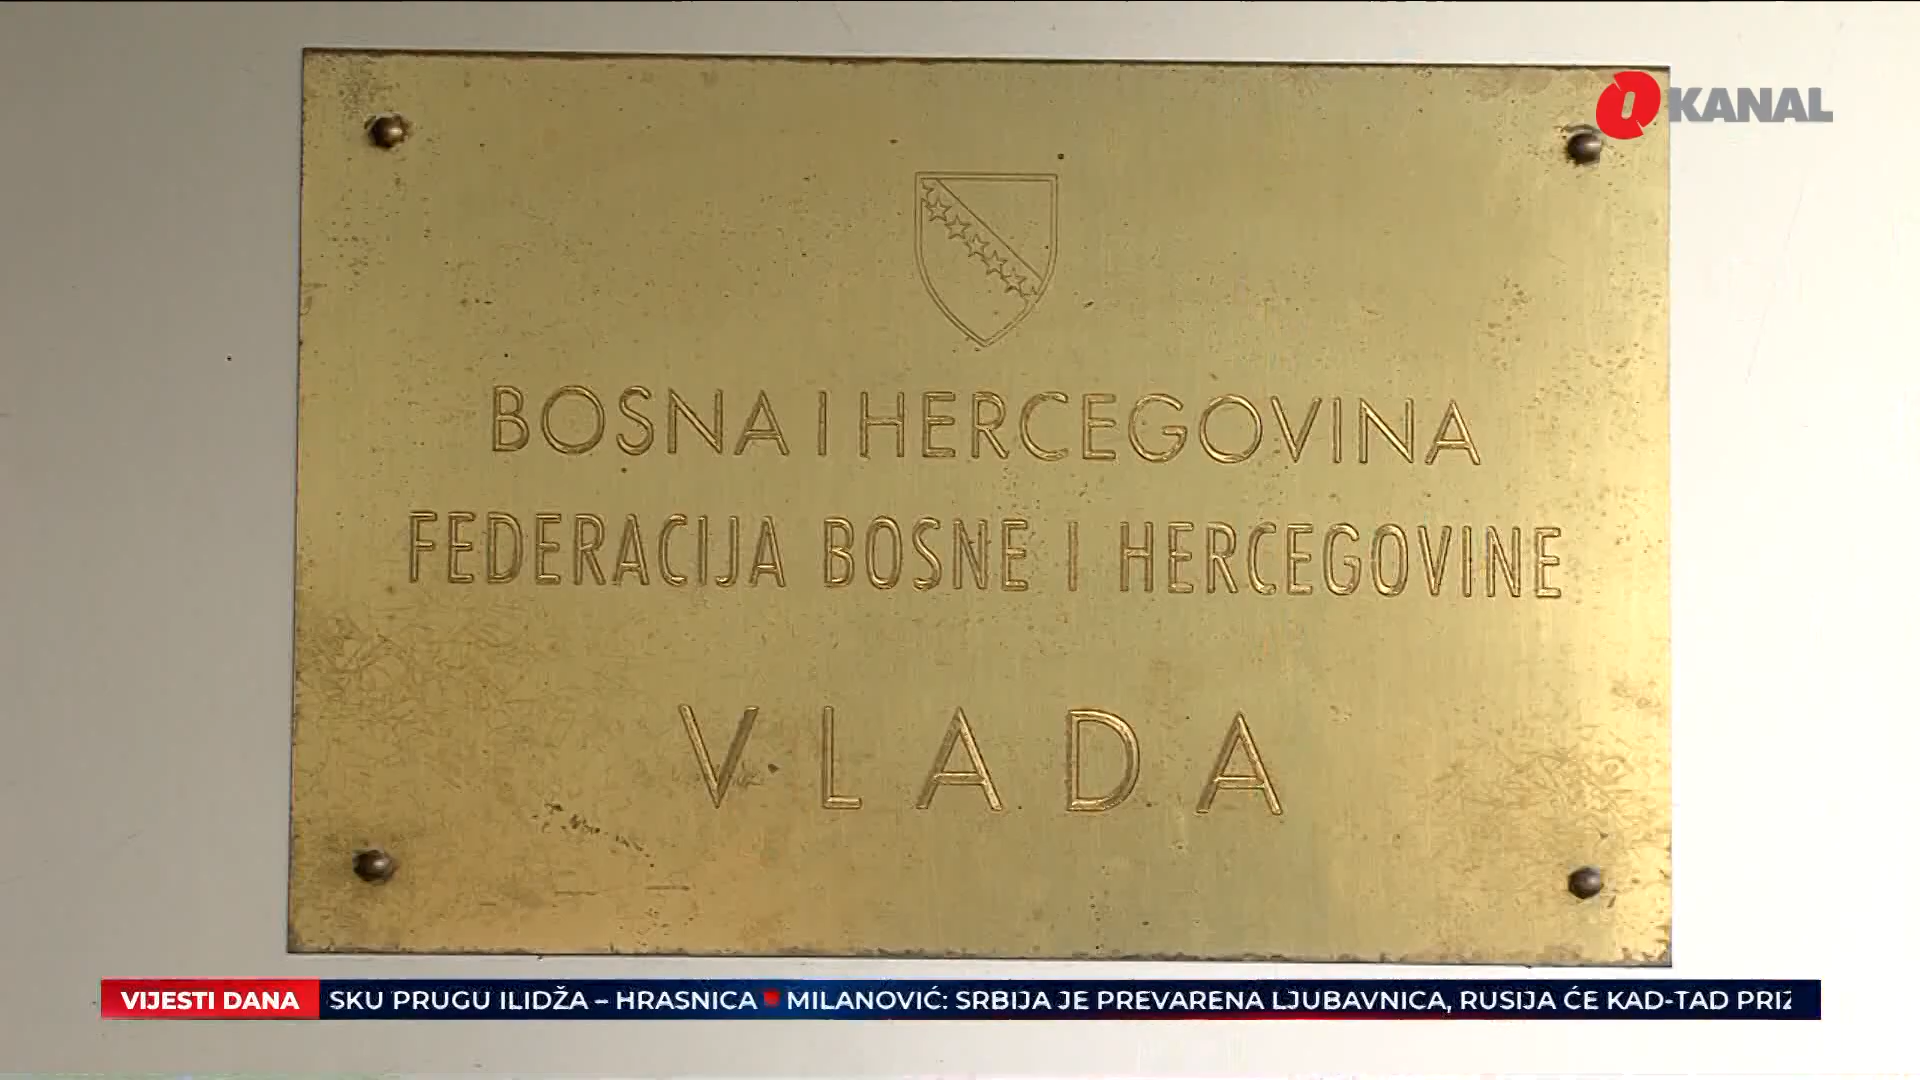 O KANAL
BOSNA I HERCEGOVINA
FEDERACIJA BOSNE I HERCEGOVINE
VLADA
VIJESTI DANA
SKU PRUGU ILIDŽA – HRASNICA ■ MILANOVIĆ: SRBIJA JE PREVARENA LJUBAVNICA, RUSIJA ĆE KAD-TAD PRIZ